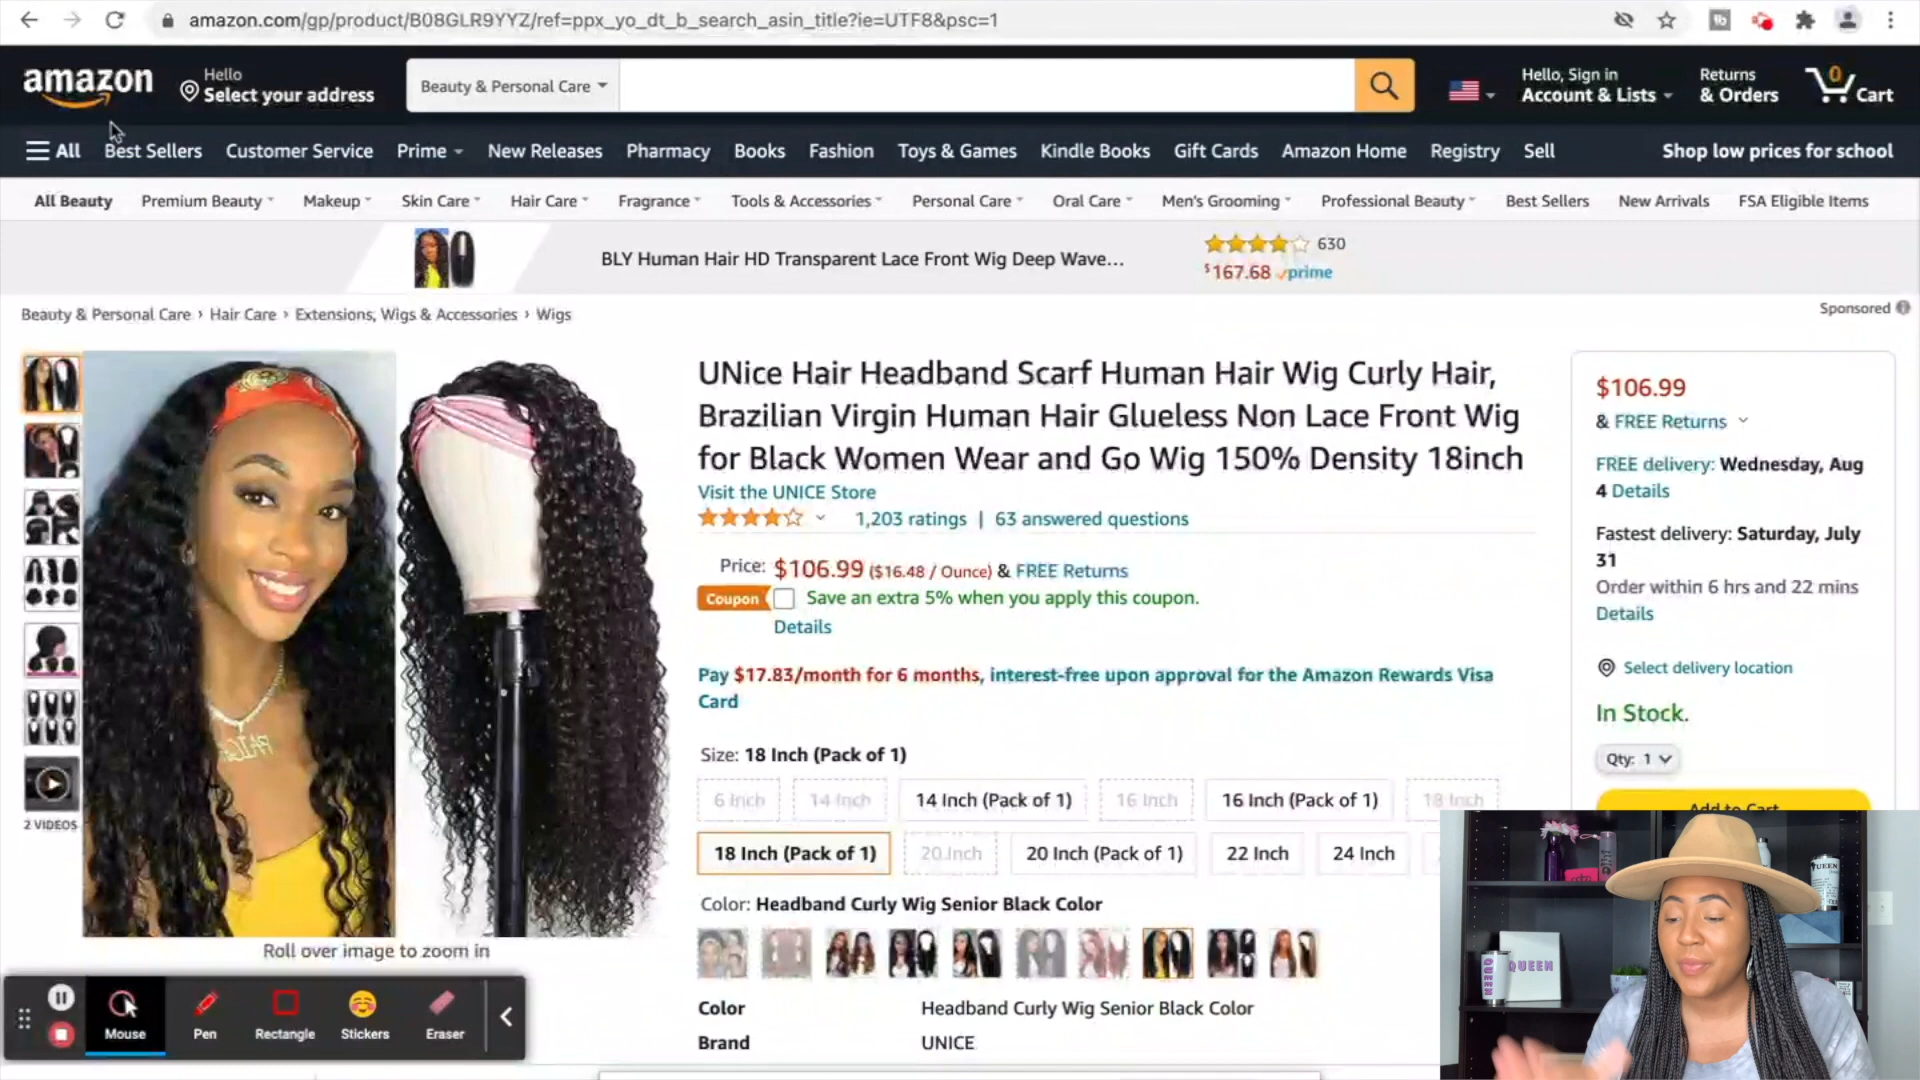 amazon.com/gp/product/B08GLR9YYZ/ref=ppx_yo_dt_b_search_asin_title?ie=UTF8&psc=1
amazon
Hello
Select your address
Beauty & Personal Care
Hello, Sign in
Account & Lists
Returns
& Orders
0
Cart
All
Best Sellers
Customer Service
Prime
New Releases
Pharmacy
Books
Fashion
Toys & Games
Kindle Books
Gift Cards
Amazon Home
Registry
Sell
Shop low prices for school
All Beauty
Premium Beauty
Makeup
Skin Care
Hair Care
Fragrance
Tools & Accessories
Personal Care
Oral Care
Men's Grooming
Professional Beauty
Best Sellers
New Arrivals
FSA Eligible Items
BLY Human Hair HD Transparent Lace Front Wig Deep Wave...
630
$167.68 prime
Sponsored
Beauty & Personal Care › Hair Care › Extensions, Wigs & Accessories › Wigs
2 VIDEOS
Roll over image to zoom in
UNice Hair Headband Scarf Human Hair Wig Curly Hair,
Brazilian Virgin Human Hair Glueless Non Lace Front Wig
for Black Women Wear and Go Wig 150% Density 18inch
Visit the UNICE Store
1,203 ratings | 63 answered questions
Price: $106.99 ($16.48 / Ounce) & FREE Returns
Coupon Save an extra 5% when you apply this coupon.
Details
Pay $17.83/month for 6 months, interest-free upon approval for the Amazon Rewards Visa
Card
Size: 18 Inch (Pack of 1)
6 Inch 14 Inch 14 Inch (Pack of 1) 16 Inch 16 Inch (Pack of 1) 18 Inch
18 Inch (Pack of 1) 20 Inch 20 Inch (Pack of 1) 22 Inch 24 Inch
Color: Headband Curly Wig Senior Black Color
Color Headband Curly Wig Senior Black Color
Brand UNICE
$106.99
& FREE Returns
FREE delivery: Wednesday, Aug
4 Details
Fastest delivery: Saturday, July
31
Order within 6 hrs and 22 mins
Details
Select delivery location
In Stock.
Qty: 1
Add to Cart
Mouse
Pen
Rectangle
Stickers
Eraser
QUEEN
QUEEN
QUEEN